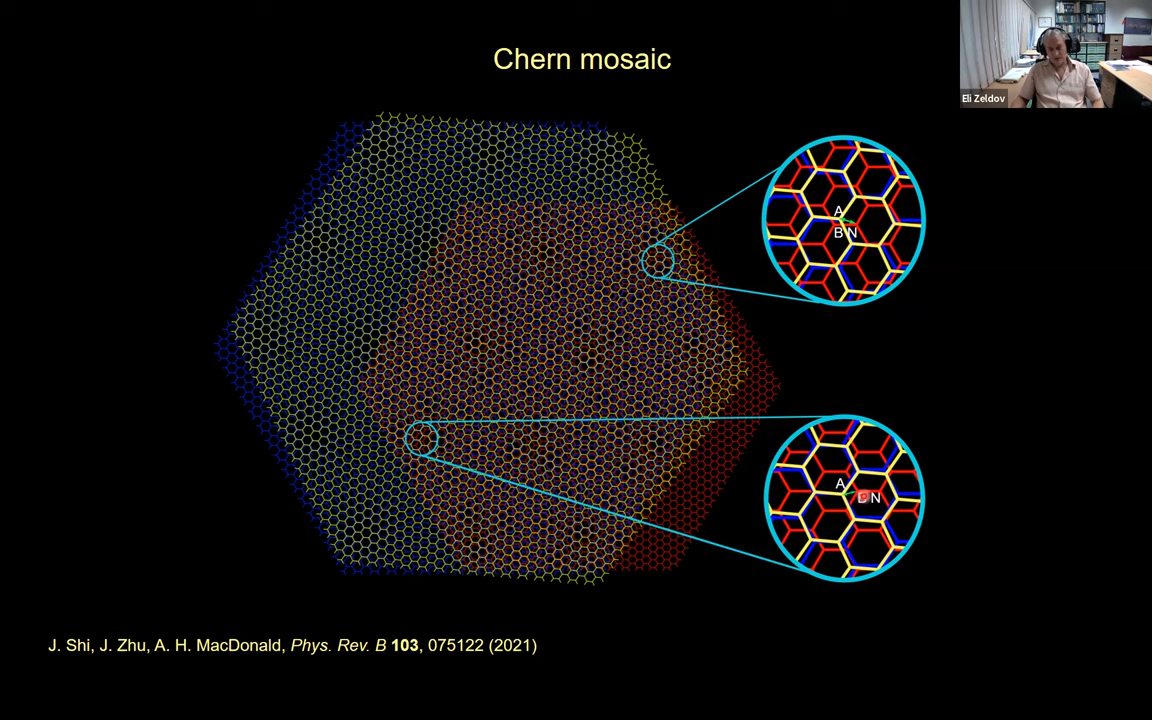 Chern mosaic
Eli Zeldov
A
B N
A
N
J. Shi, J. Zhu, A. H. MacDonald, Phys. Rev. B 103, 075122 (2021)